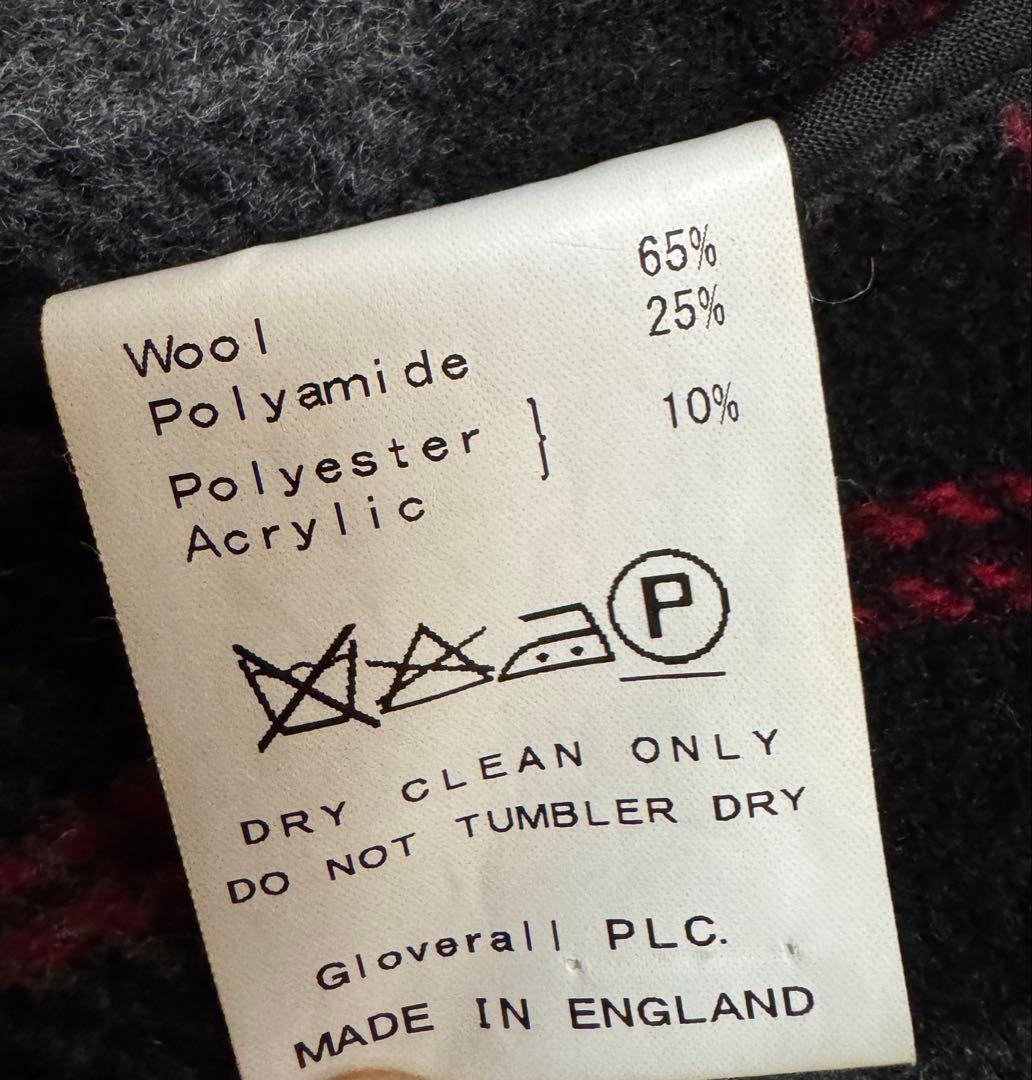 Wool 65%
Polyamide 25%
Polyester } 10%
Acrylic
P
DRY CLEAN ONLY
DO NOT TUMBLER DRY
Gloverall PLC.
MADE IN ENGLAND